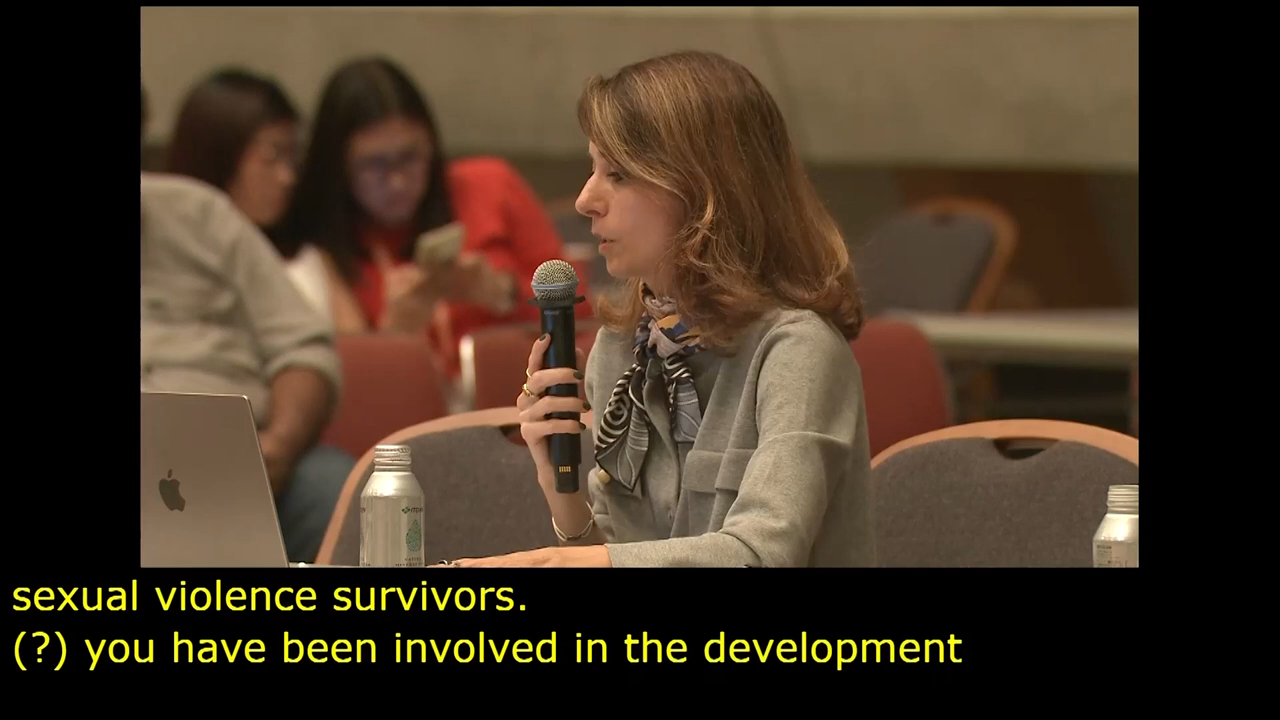 sexual violence survivors.
(?) you have been involved in the development